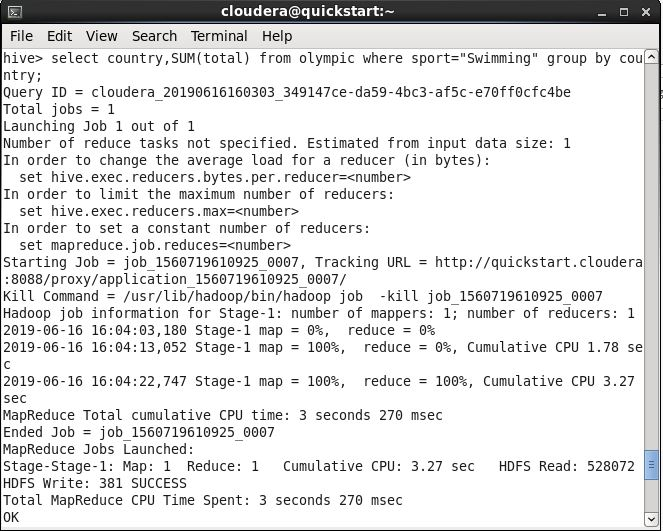 cloudera@quickstart:~
File Edit View Search Terminal Help
hive> select country,SUM(total) from olympic where sport="Swimming" group by cou
ntry;
Query ID = cloudera_20190616160303_349147ce-da59-4bc3-af5c-e70ff0cfc4be
Total jobs = 1
Launching Job 1 out of 1
Number of reduce tasks not specified. Estimated from input data size: 1
In order to change the average load for a reducer (in bytes):
  set hive.exec.reducers.bytes.per.reducer=<number>
In order to limit the maximum number of reducers:
  set hive.exec.reducers.max=<number>
In order to set a constant number of reducers:
  set mapreduce.job.reduces=<number>
Starting Job = job_1560719610925_0007, Tracking URL = http://quickstart.cloudera
:8088/proxy/application_1560719610925_0007/
Kill Command = /usr/lib/hadoop/bin/hadoop job  -kill job_1560719610925_0007
Hadoop job information for Stage-1: number of mappers: 1; number of reducers: 1
2019-06-16 16:04:03,180 Stage-1 map = 0%,  reduce = 0%
2019-06-16 16:04:13,052 Stage-1 map = 100%,  reduce = 0%, Cumulative CPU 1.78 se
c
2019-06-16 16:04:22,747 Stage-1 map = 100%,  reduce = 100%, Cumulative CPU 3.27
sec
MapReduce Total cumulative CPU time: 3 seconds 270 msec
Ended Job = job_1560719610925_0007
MapReduce Jobs Launched:
Stage-Stage-1: Map: 1  Reduce: 1   Cumulative CPU: 3.27 sec   HDFS Read: 528072
HDFS Write: 381 SUCCESS
Total MapReduce CPU Time Spent: 3 seconds 270 msec
OK